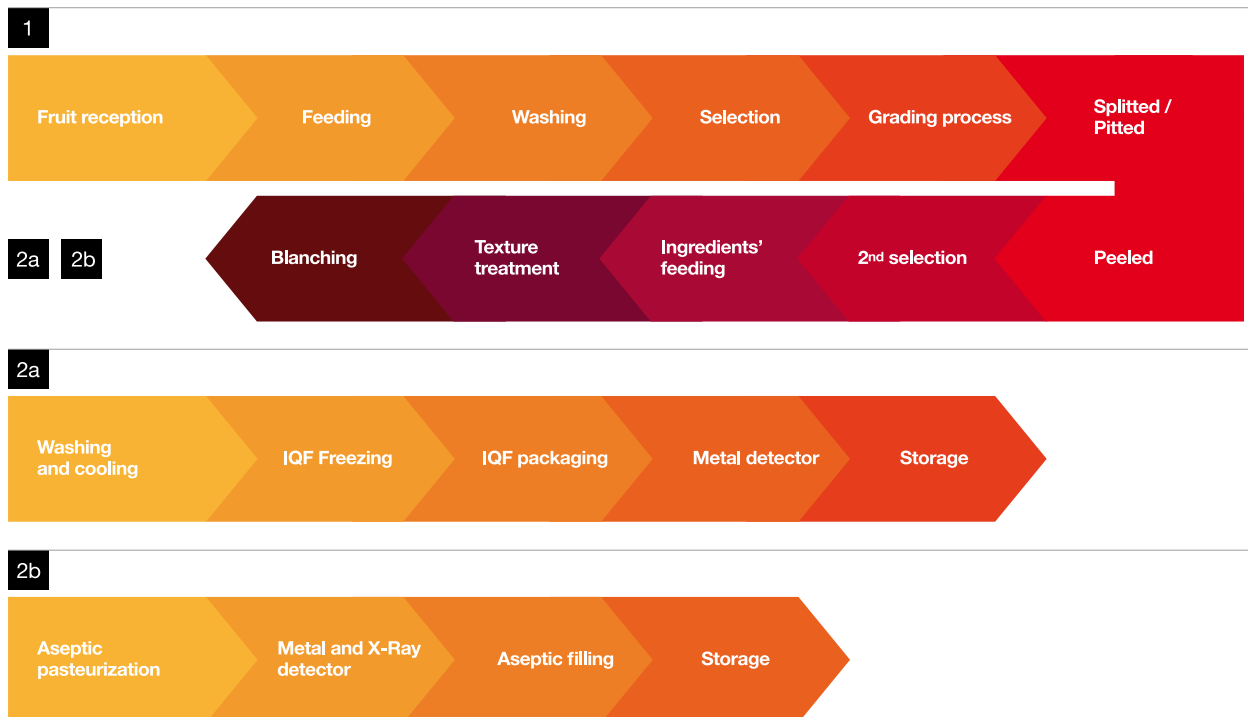 1
Fruit reception
Feeding
Washing
Selection
Grading process
Splitted /
Pitted
Peeled
2nd selection
Ingredients’
feeding
Texture
treatment
Blanching
2a
2b
2a
Washing
and cooling
IQF Freezing
IQF packaging
Metal detector
Storage
2b
Aseptic
pasteurization
Metal and X-Ray
detector
Aseptic filling
Storage